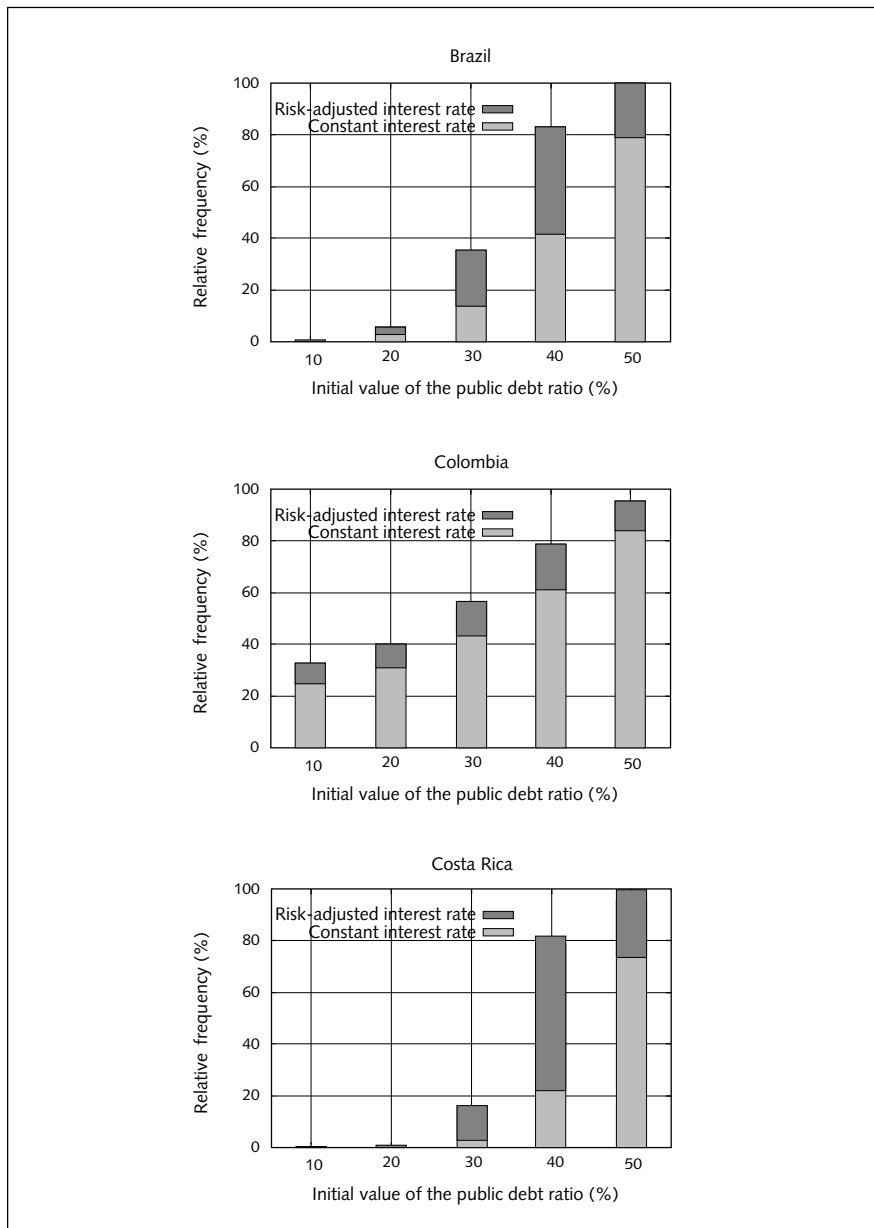 Brazil
Relative frequency (%)
100
80
60
40
20
0
Risk-adjusted interest rate
Constant interest rate
10 20 30 40 50
Initial value of the public debt ratio (%)
Colombia
Relative frequency (%)
100
80
60
40
20
0
Risk-adjusted interest rate
Constant interest rate
10 20 30 40 50
Initial value of the public debt ratio (%)
Costa Rica
Relative frequency (%)
100
80
60
40
20
0
Risk-adjusted interest rate
Constant interest rate
10 20 30 40 50
Initial value of the public debt ratio (%)